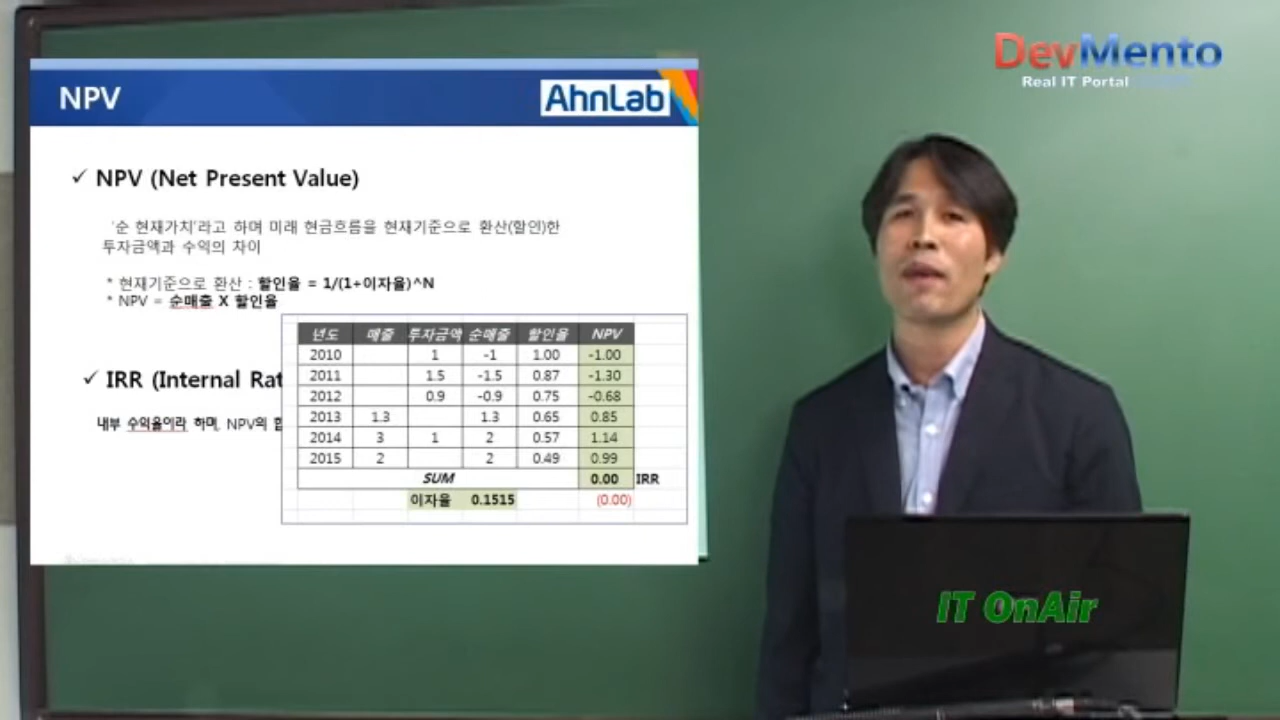 DevMento
Real IT Portal
NPV
AhnLab
✓ NPV (Net Present Value)
'순 현재가치'라고 하며 미래 현금흐름을 현재기준으로 환산(할인)한
투자금액과 수익의 차이
* 현재기준으로 환산 : 할인율 = 1/(1+이자율)^N
* NPV = 순매출 X 할인율
년도 매출 투자금액 순매출 할인율 NPV
2010 1 -1 1.00 -1.00
2011 1.5 -1.5 0.87 -1.30
2012 0.9 -0.9 0.75 -0.68
2013 1.3 1.3 0.65 0.85
2014 3 1 2 0.57 1.14
2015 2 2 0.49 0.99
SUM 0.00 IRR
이자율 0.1515 (0.00)
✓ IRR (Internal Rat
내부 수익율이라 하며, NPV의 합
IT OnAir